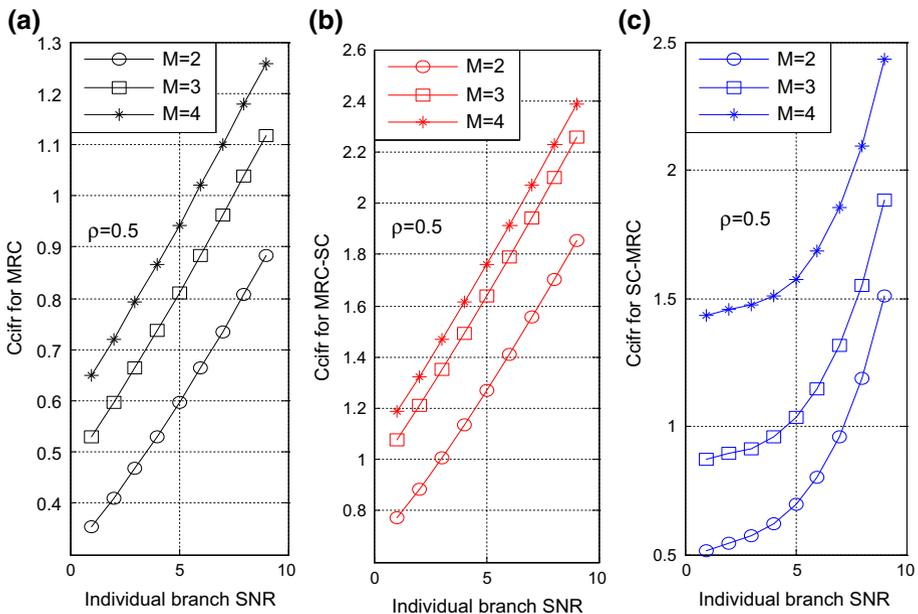 (a)
1.3
1.2
1.1
1
0.9
0.8
0.7
0.6
0.5
0.4
Ccifr for MRC
M=2
M=3
M=4
ρ=0.5
0
5
10
Individual branch SNR
(b)
2.6
2.4
2.2
2
1.8
1.6
1.4
1.2
1
0.8
Ccifr for MRC-SC
M=2
M=3
M=4
ρ=0.5
0
5
10
Individual branch SNR
(c)
2.5
2
1.5
1
0.5
Ccifr for SC-MRC
M=2
M=3
M=4
ρ=0.5
0
5
10
Individual branch SNR